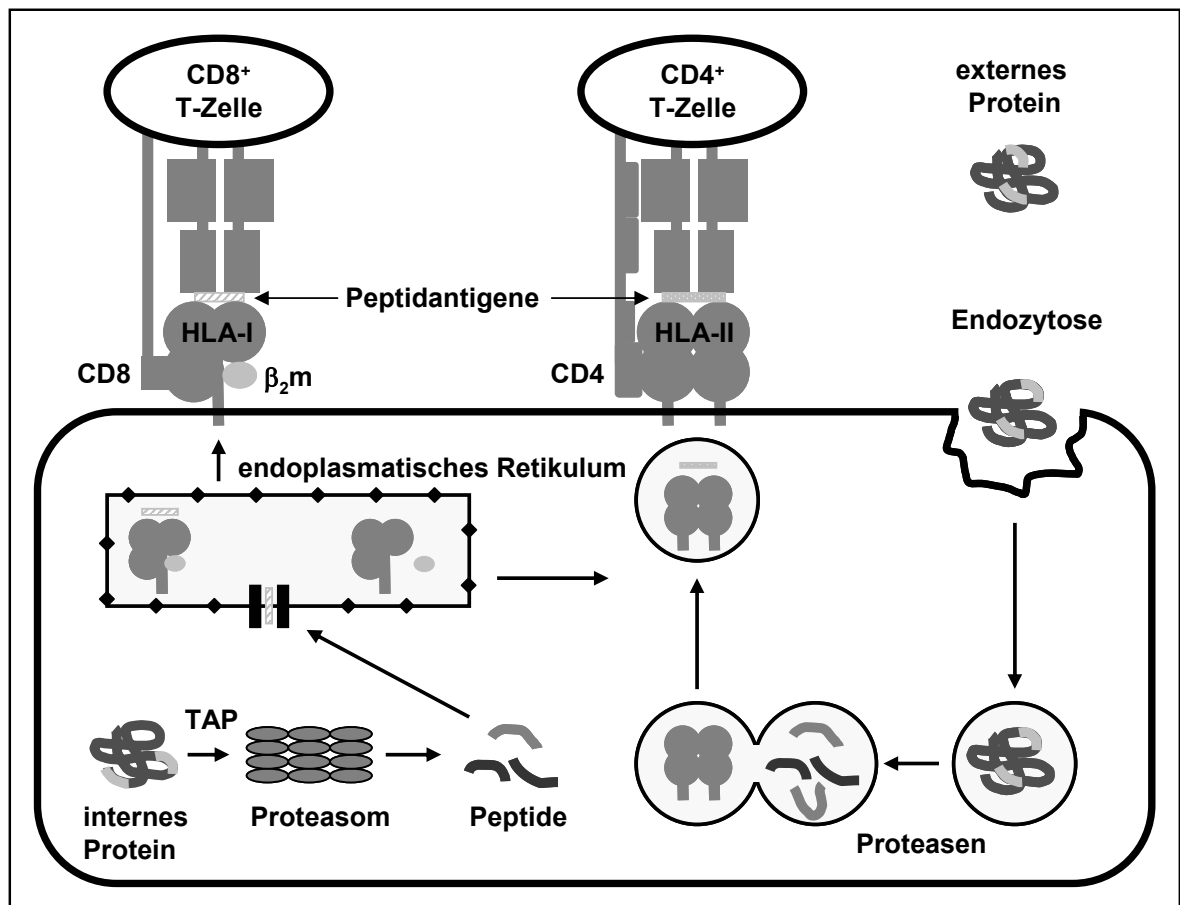 CD8⁺
T-Zelle
CD4⁺
T-Zelle
externes
Protein
Peptidantigene
HLA-I
HLA-II
Endozytose
CD8
β₂m
CD4
endoplasmatisches Retikulum
TAP
internes
Protein
Proteasom
Peptide
Proteasen